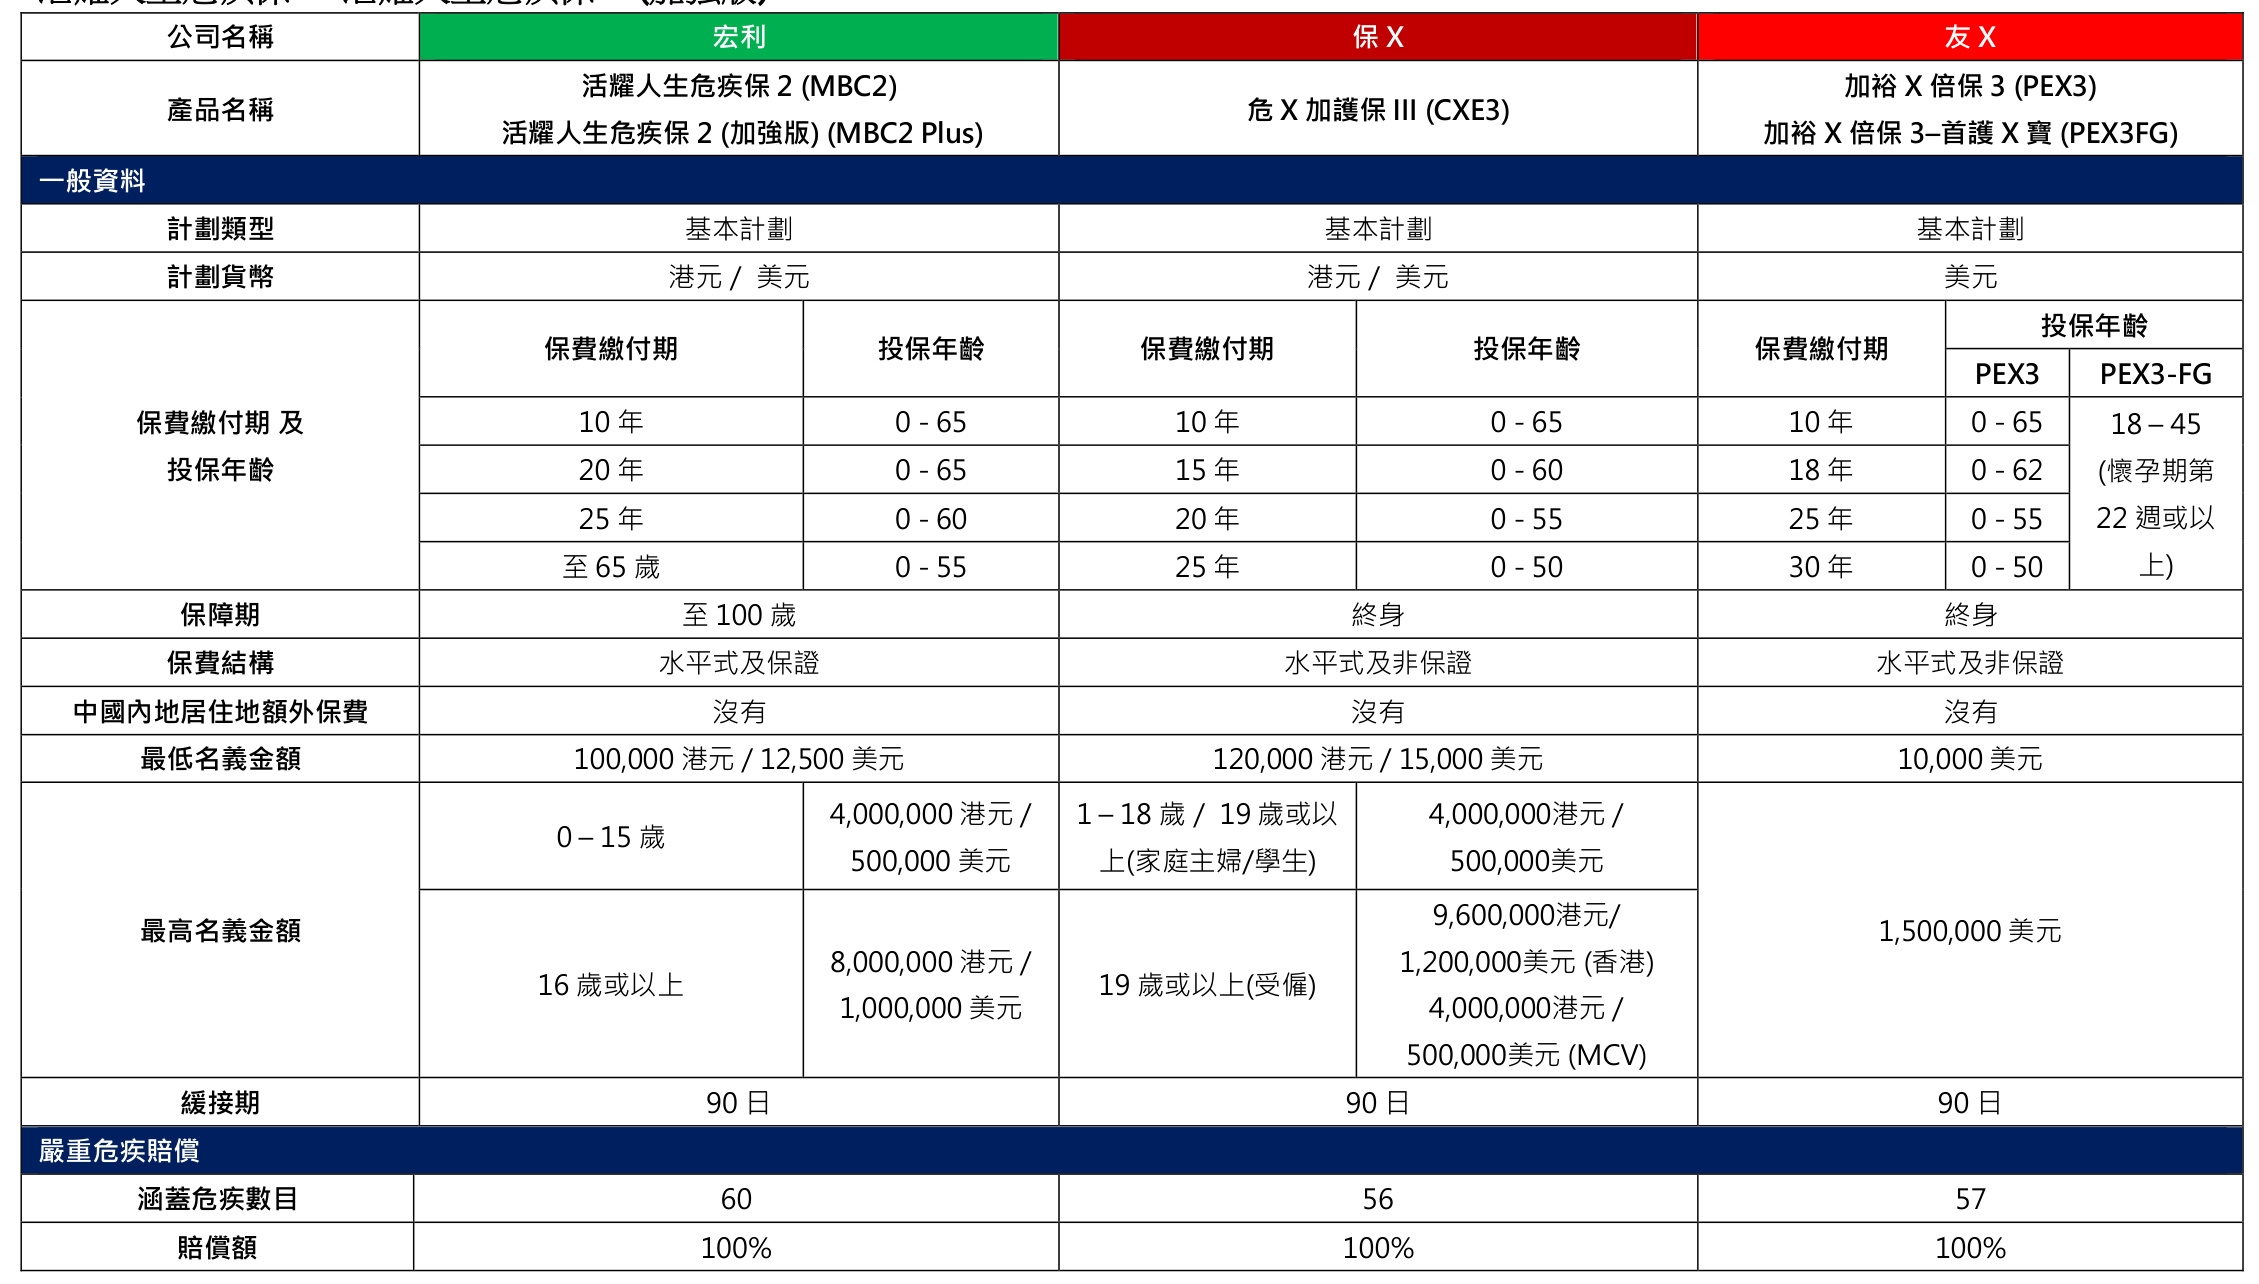 公司名稱 宏利 保 X 友 X
產品名稱 活耀人生危疾保 2 (MBC2) 危 X 加護保 III (CXE3) 加裕 X 倍保 3 (PEX3)
活耀人生危疾保 2 (加強版) (MBC2 Plus) 加裕 X 倍保 3–首護 X 寶 (PEX3FG)
一般資料
計劃類型 基本計劃 基本計劃 基本計劃
計劃貨幣 港元 / 美元 港元 / 美元 美元
保費繳付期 及
投保年齡
保費繳付期 投保年齡 保費繳付期 投保年齡 保費繳付期 投保年齡
PEX3 PEX3-FG
10 年 0 - 65 10 年 0 - 65 10 年 0 - 65 18 – 45
20 年 0 - 65 15 年 0 - 60 18 年 0 - 62 (懷孕期第
25 年 0 - 60 20 年 0 - 55 25 年 0 - 55 22 週或以
至 65 歲 0 - 55 25 年 0 - 50 30 年 0 - 50 上)
保障期 至 100 歲 終身 終身
保費結構 水平式及保證 水平式及非保證 水平式及非保證
中國內地居住地額外保費 沒有 沒有 沒有
最低名義金額 100,000 港元 / 12,500 美元 120,000 港元 / 15,000 美元 10,000 美元
最高名義金額
0 – 15 歲
4,000,000 港元 /
500,000 美元
1 – 18 歲 / 19 歲或以
上(家庭主婦/學生)
4,000,000港元 /
500,000美元
1,500,000 美元
16 歲或以上
8,000,000 港元 /
1,000,000 美元
19 歲或以上(受僱)
9,600,000港元/
1,200,000美元 (香港)
4,000,000港元 /
500,000美元 (MCV)
緩接期 90 日 90 日 90 日
嚴重危疾賠償
涵蓋危疾數目 60 56 57
賠償額 100% 100% 100%